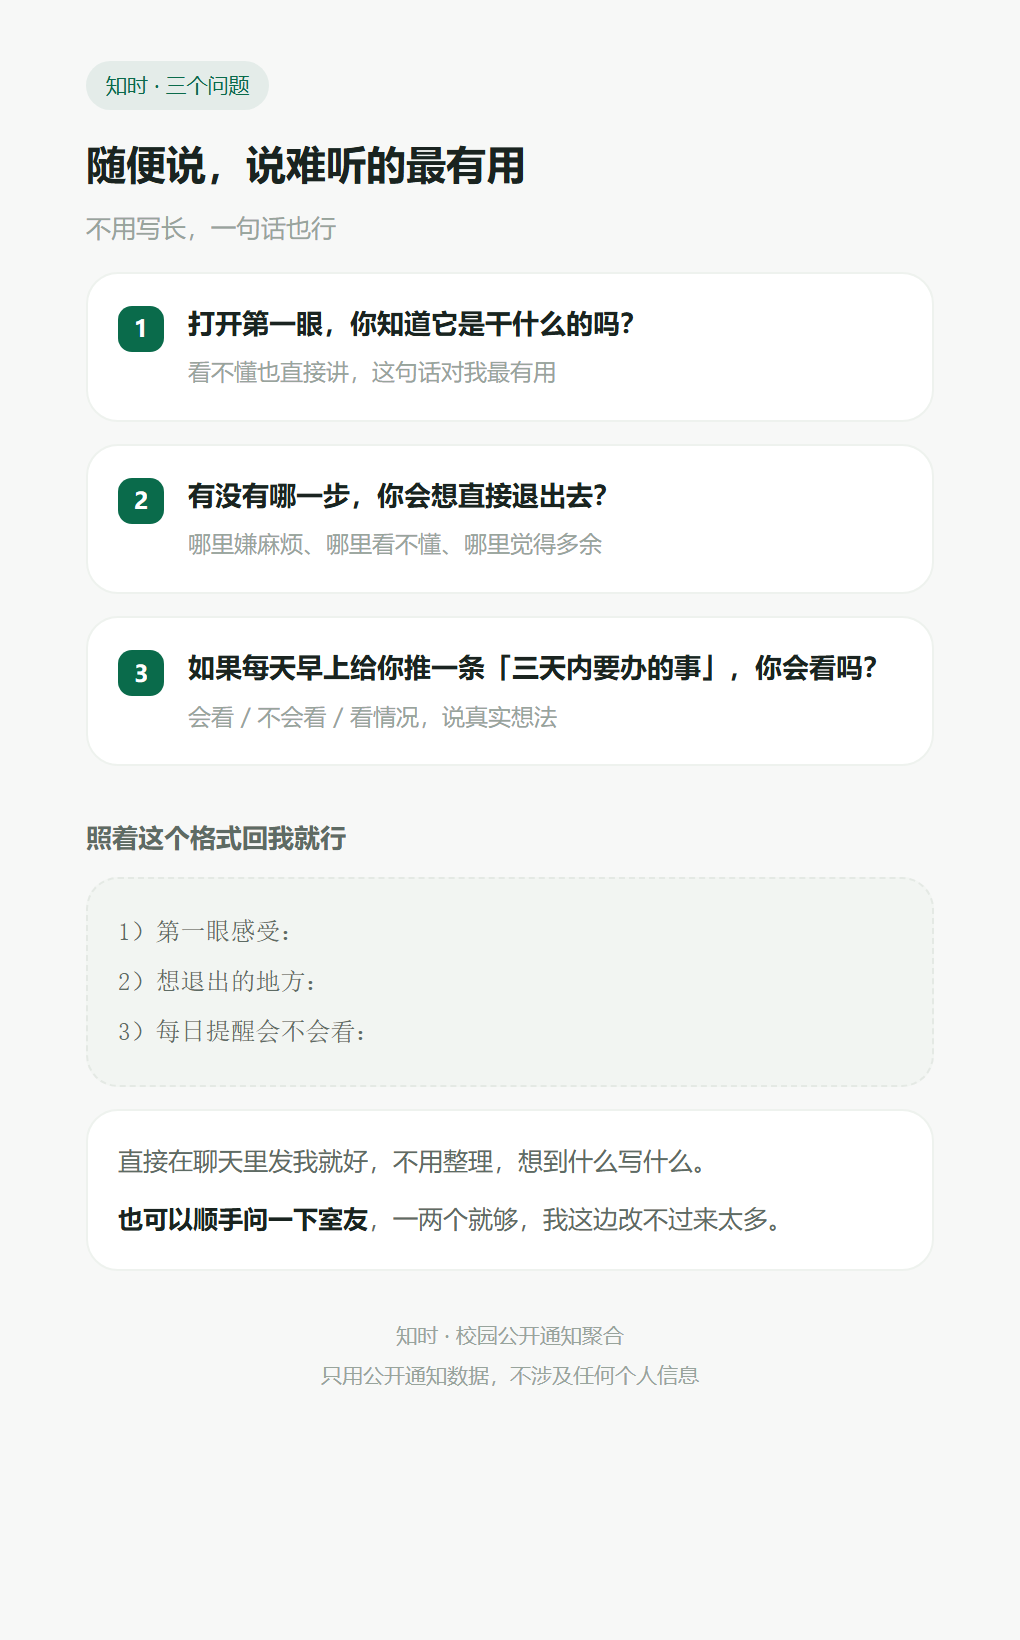 知时 · 三个问题
随便说，说难听的最有用
不用写长，一句话也行
1
打开第一眼，你知道它是干什么的吗？
看不懂也直接讲，这句话对我最有用
2
有没有哪一步，你会想直接退出去？
哪里嫌麻烦、哪里看不懂、哪里觉得多余
3
如果每天早上给你推一条「三天内要办的事」，你会看吗？
会看 / 不会看 / 看情况，说真实想法
照着这个格式回我就行
1）第一眼感受：
2）想退出的地方：
3）每日提醒会不会看：
直接在聊天里发我就好，不用整理，想到什么写什么。
也可以顺手问一下室友，一两个就够，我这边改不过来太多。
知时 · 校园公开通知聚合
只用公开通知数据，不涉及任何个人信息